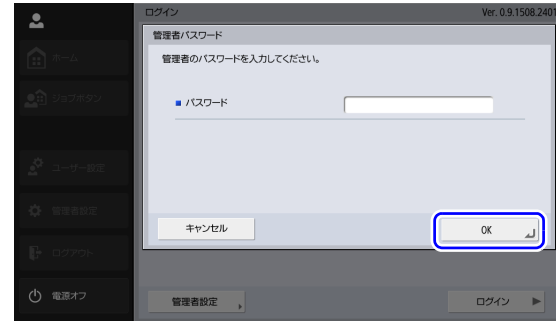 ログイン
Ver. 0.9.1508.2401
管理者パスワード
管理者のパスワードを入力してください。
パスワード
キャンセル
OK
管理者設定
ログイン
ホーム
ジョブボタン
ユーザー設定
管理者設定
ログアウト
電源オフ